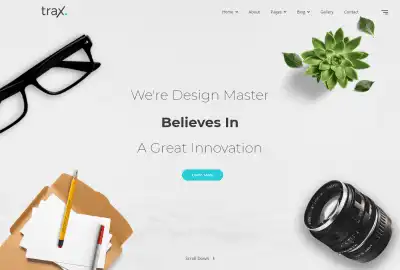 trax.
Home About Pages Blog Gallery Contact
We're Design Master
Believes In
A Great Innovation
Learn More
Scroll Down